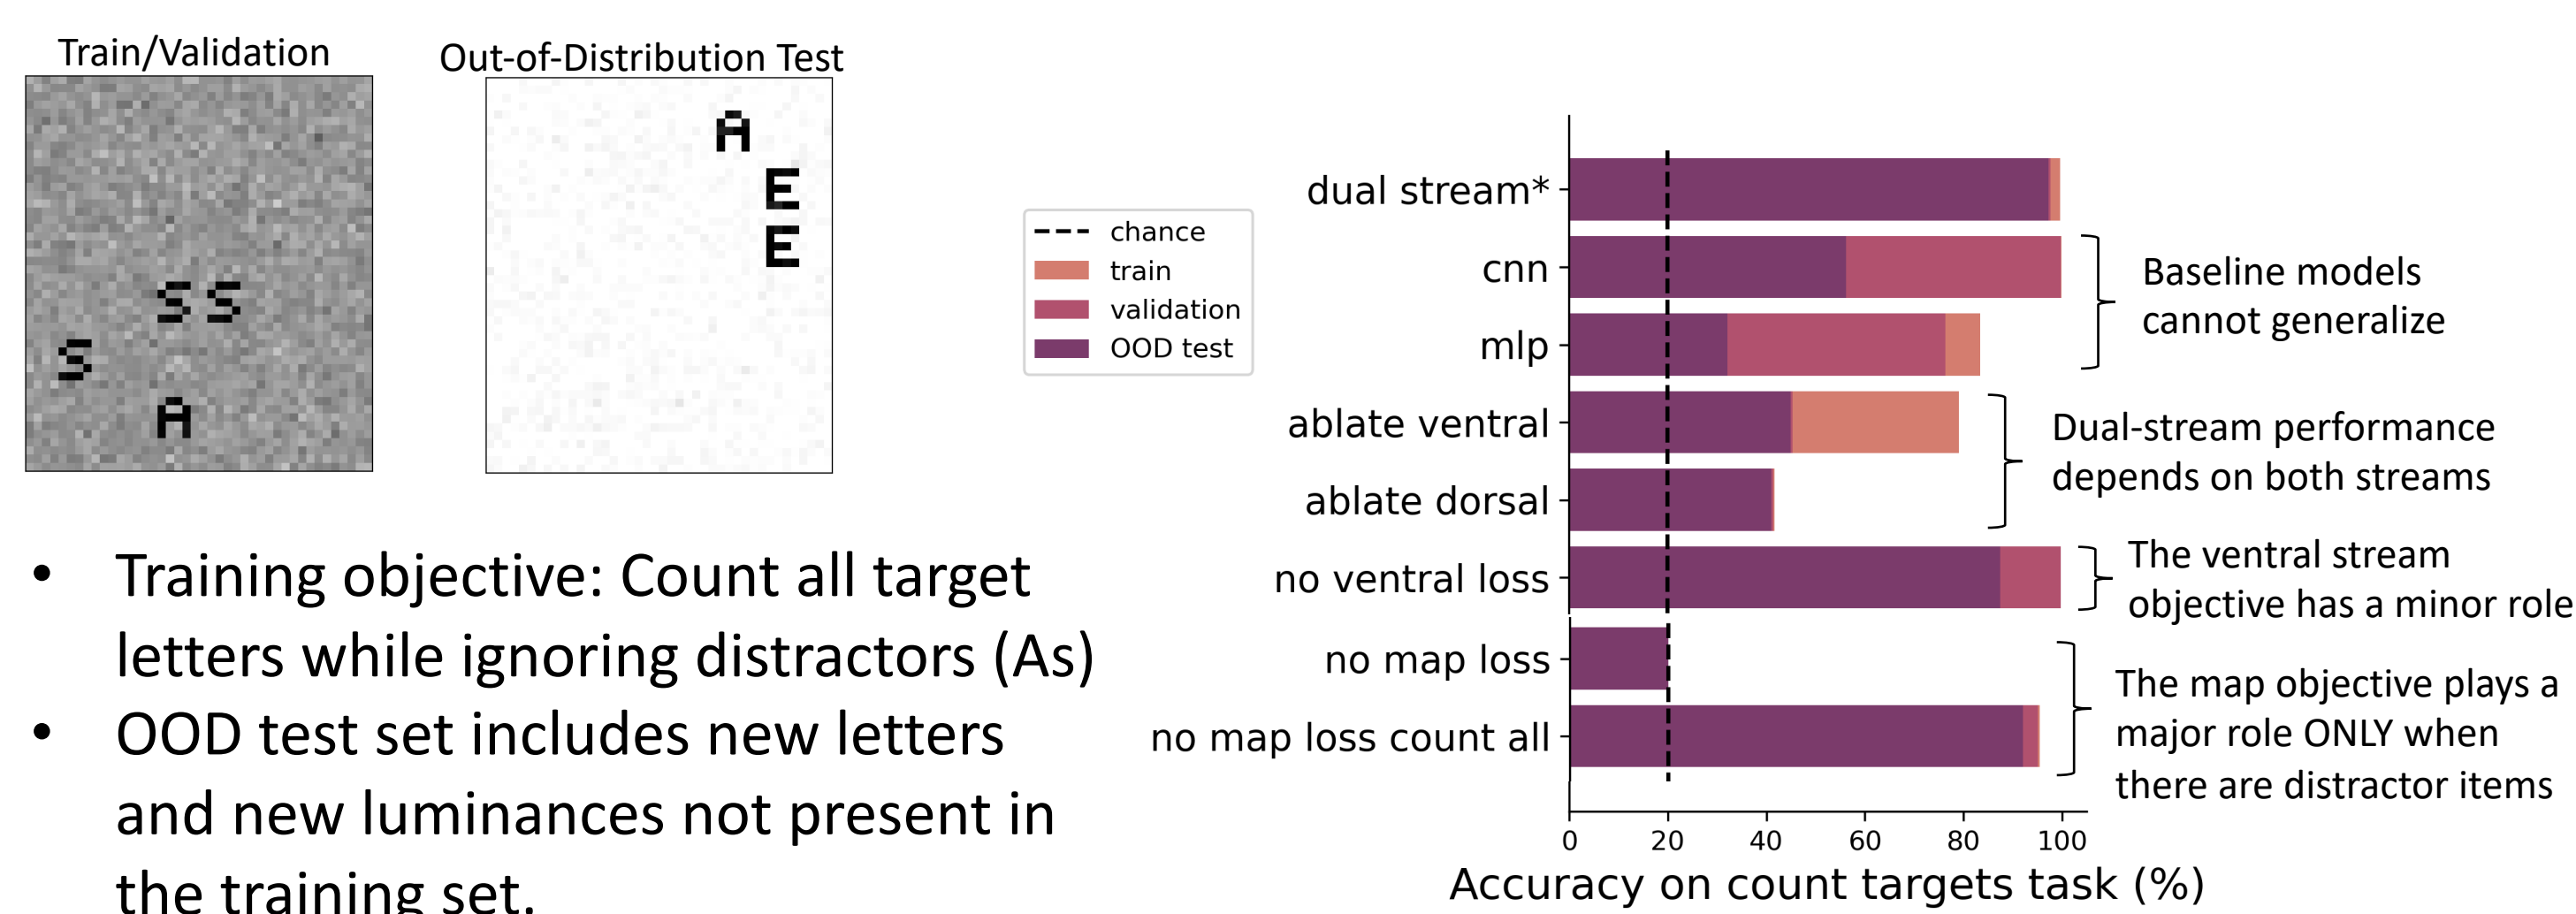 Train/Validation
Out-of-Distribution Test
A
E
E
S S
S
A
• Training objective: Count all target
letters while ignoring distractors (As)
• OOD test set includes new letters
and new luminances not present in
the training set.
chance
train
validation
OOD test
dual stream*
cnn
mlp
ablate ventral
ablate dorsal
no ventral loss
no map loss
no map loss count all
0 20 40 60 80 100
Accuracy on count targets task (%)
Baseline models
cannot generalize
Dual-stream performance
depends on both streams
The ventral stream
objective has a minor role
The map objective plays a
major role ONLY when
there are distractor items